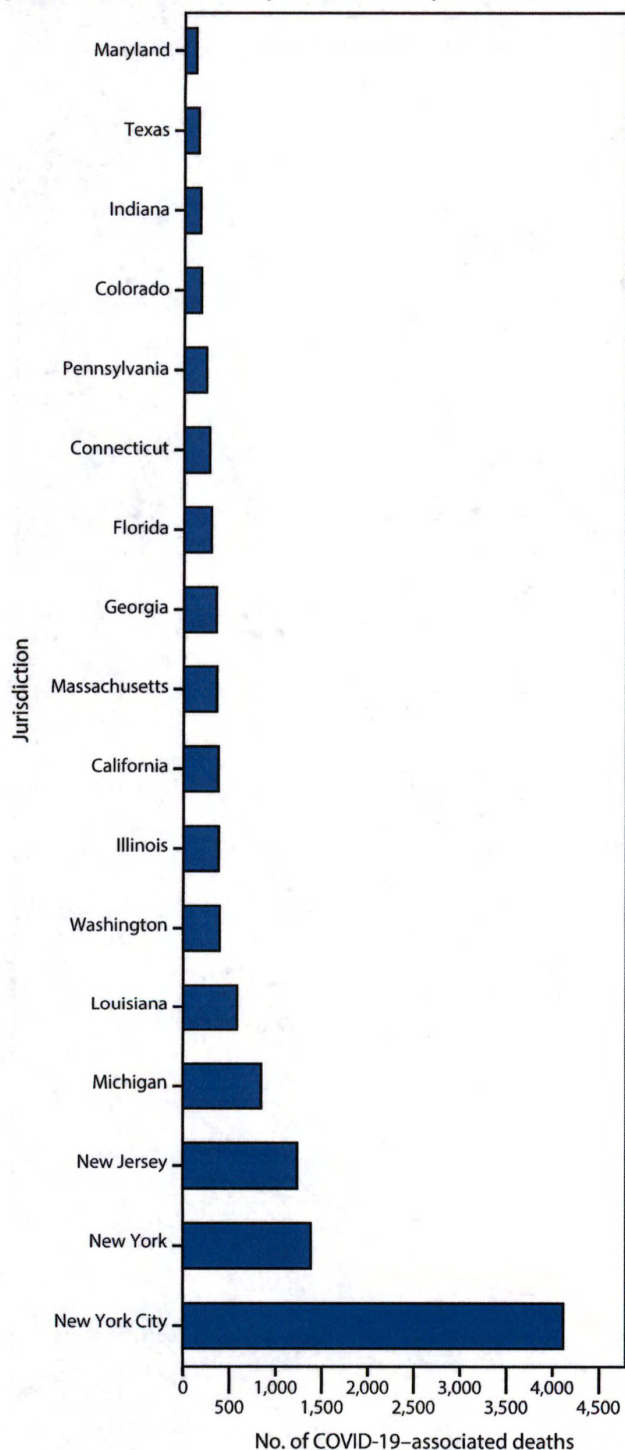 Maryland
Texas
Indiana
Colorado
Pennsylvania
Connecticut
Florida
Georgia
Massachusetts
California
Illinois
Washington
Louisiana
Michigan
New Jersey
New York
New York City
Jurisdiction
0 1,000 2,000 3,000 4,000
500 1,500 2,500 3,500 4,500
No. of COVID-19–associated deaths